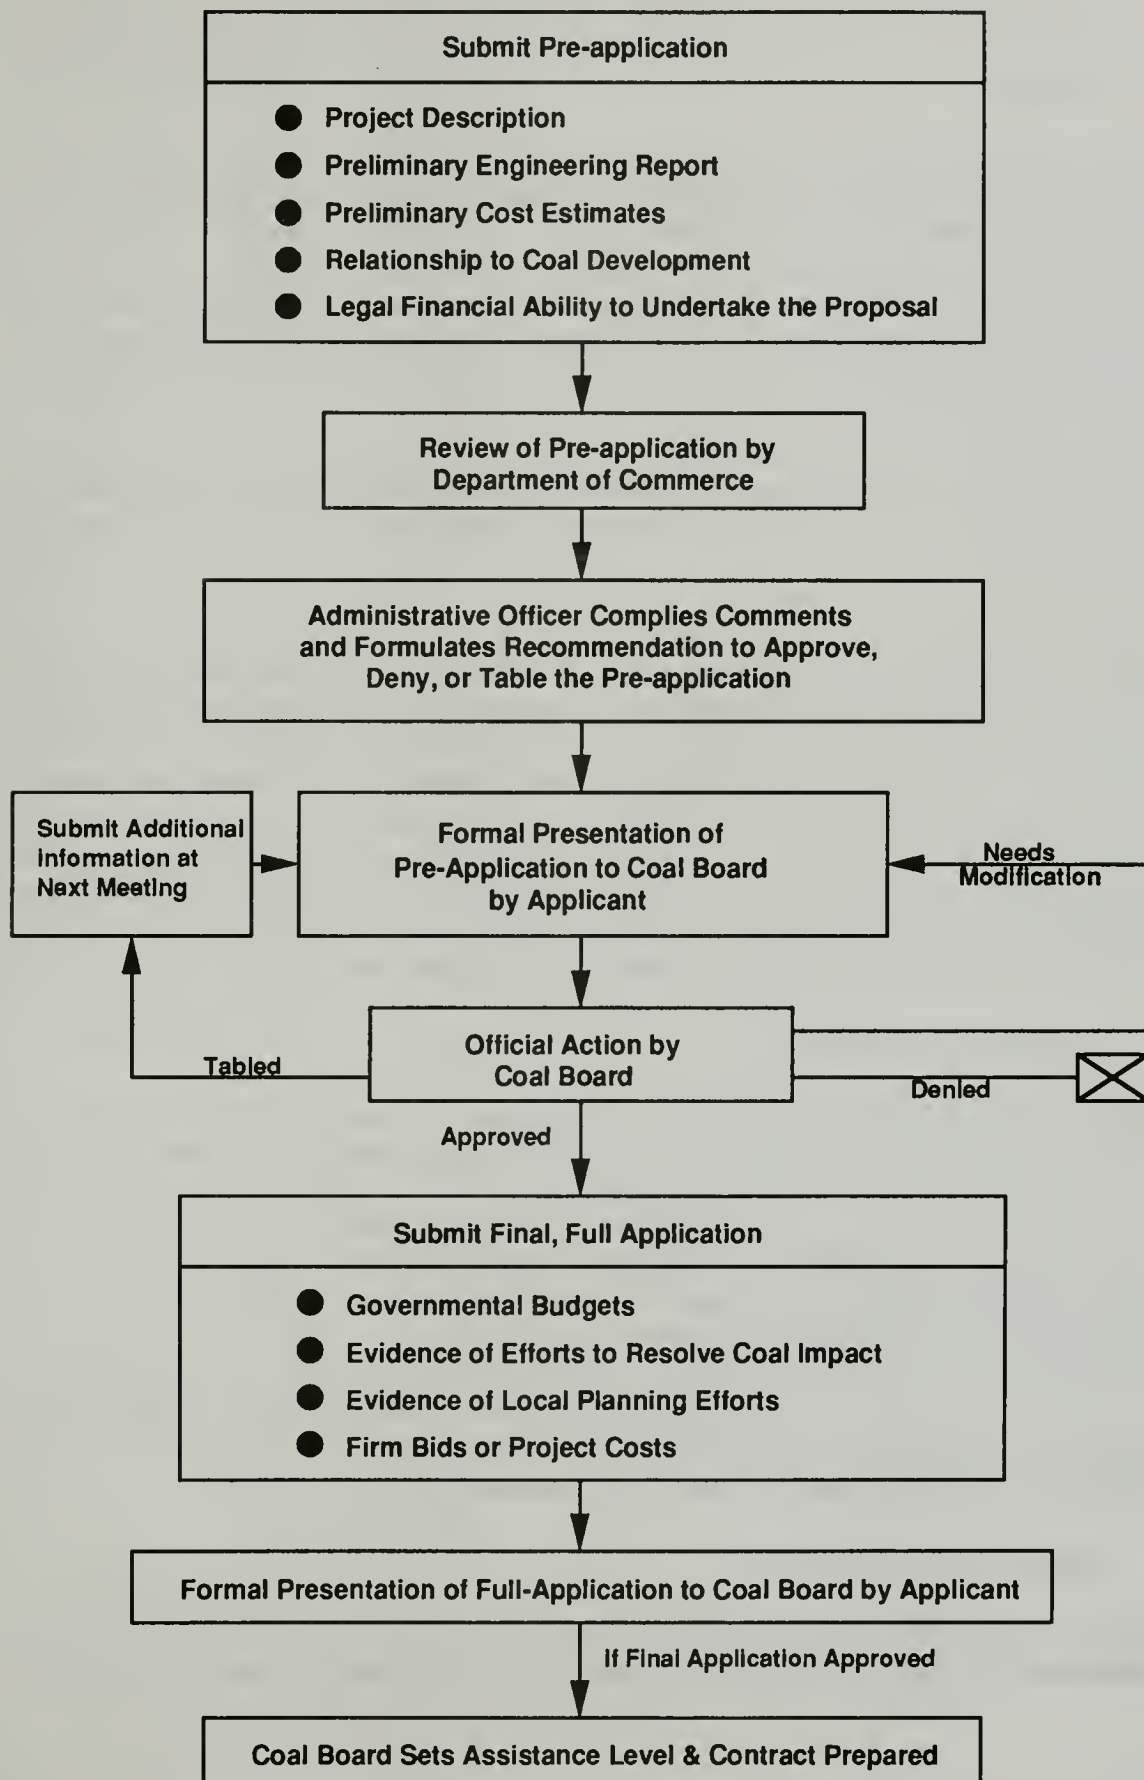 Submit Pre-application
● Project Description
● Preliminary Engineering Report
● Preliminary Cost Estimates
● Relationship to Coal Development
● Legal Financial Ability to Undertake the Proposal
Review of Pre-application by
Department of Commerce
Administrative Officer Complies Comments
and Formulates Recommendation to Approve,
Deny, or Table the Pre-application
Submit Additional
Information at
Next Meeting
Formal Presentation of
Pre-Application to Coal Board
by Applicant
Needs
Modification
Official Action by
Coal Board
Tabled
Denied
Approved
Submit Final, Full Application
● Governmental Budgets
● Evidence of Efforts to Resolve Coal Impact
● Evidence of Local Planning Efforts
● Firm Bids or Project Costs
Formal Presentation of Full-Application to Coal Board by Applicant
If Final Application Approved
Coal Board Sets Assistance Level & Contract Prepared